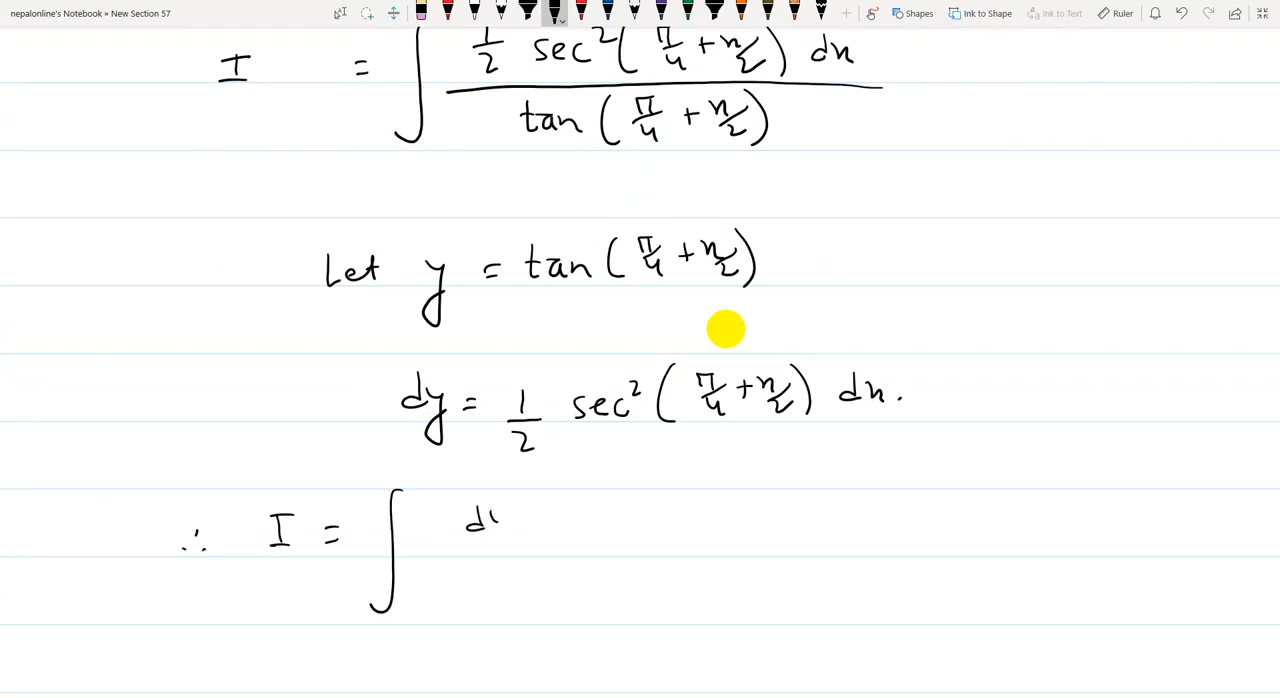 nepalonline's Notebook » New Section 57
Shapes Ink to Shape Ink to Text Ruler
I = ∫ 1/2 sec²(π/4 + x/2) dx
tan (π/4 + x/2)
Let y = tan (π/4 + x/2)
dy = 1/2 sec² (π/4 + x/2) dx.
∴ I = ∫ dy